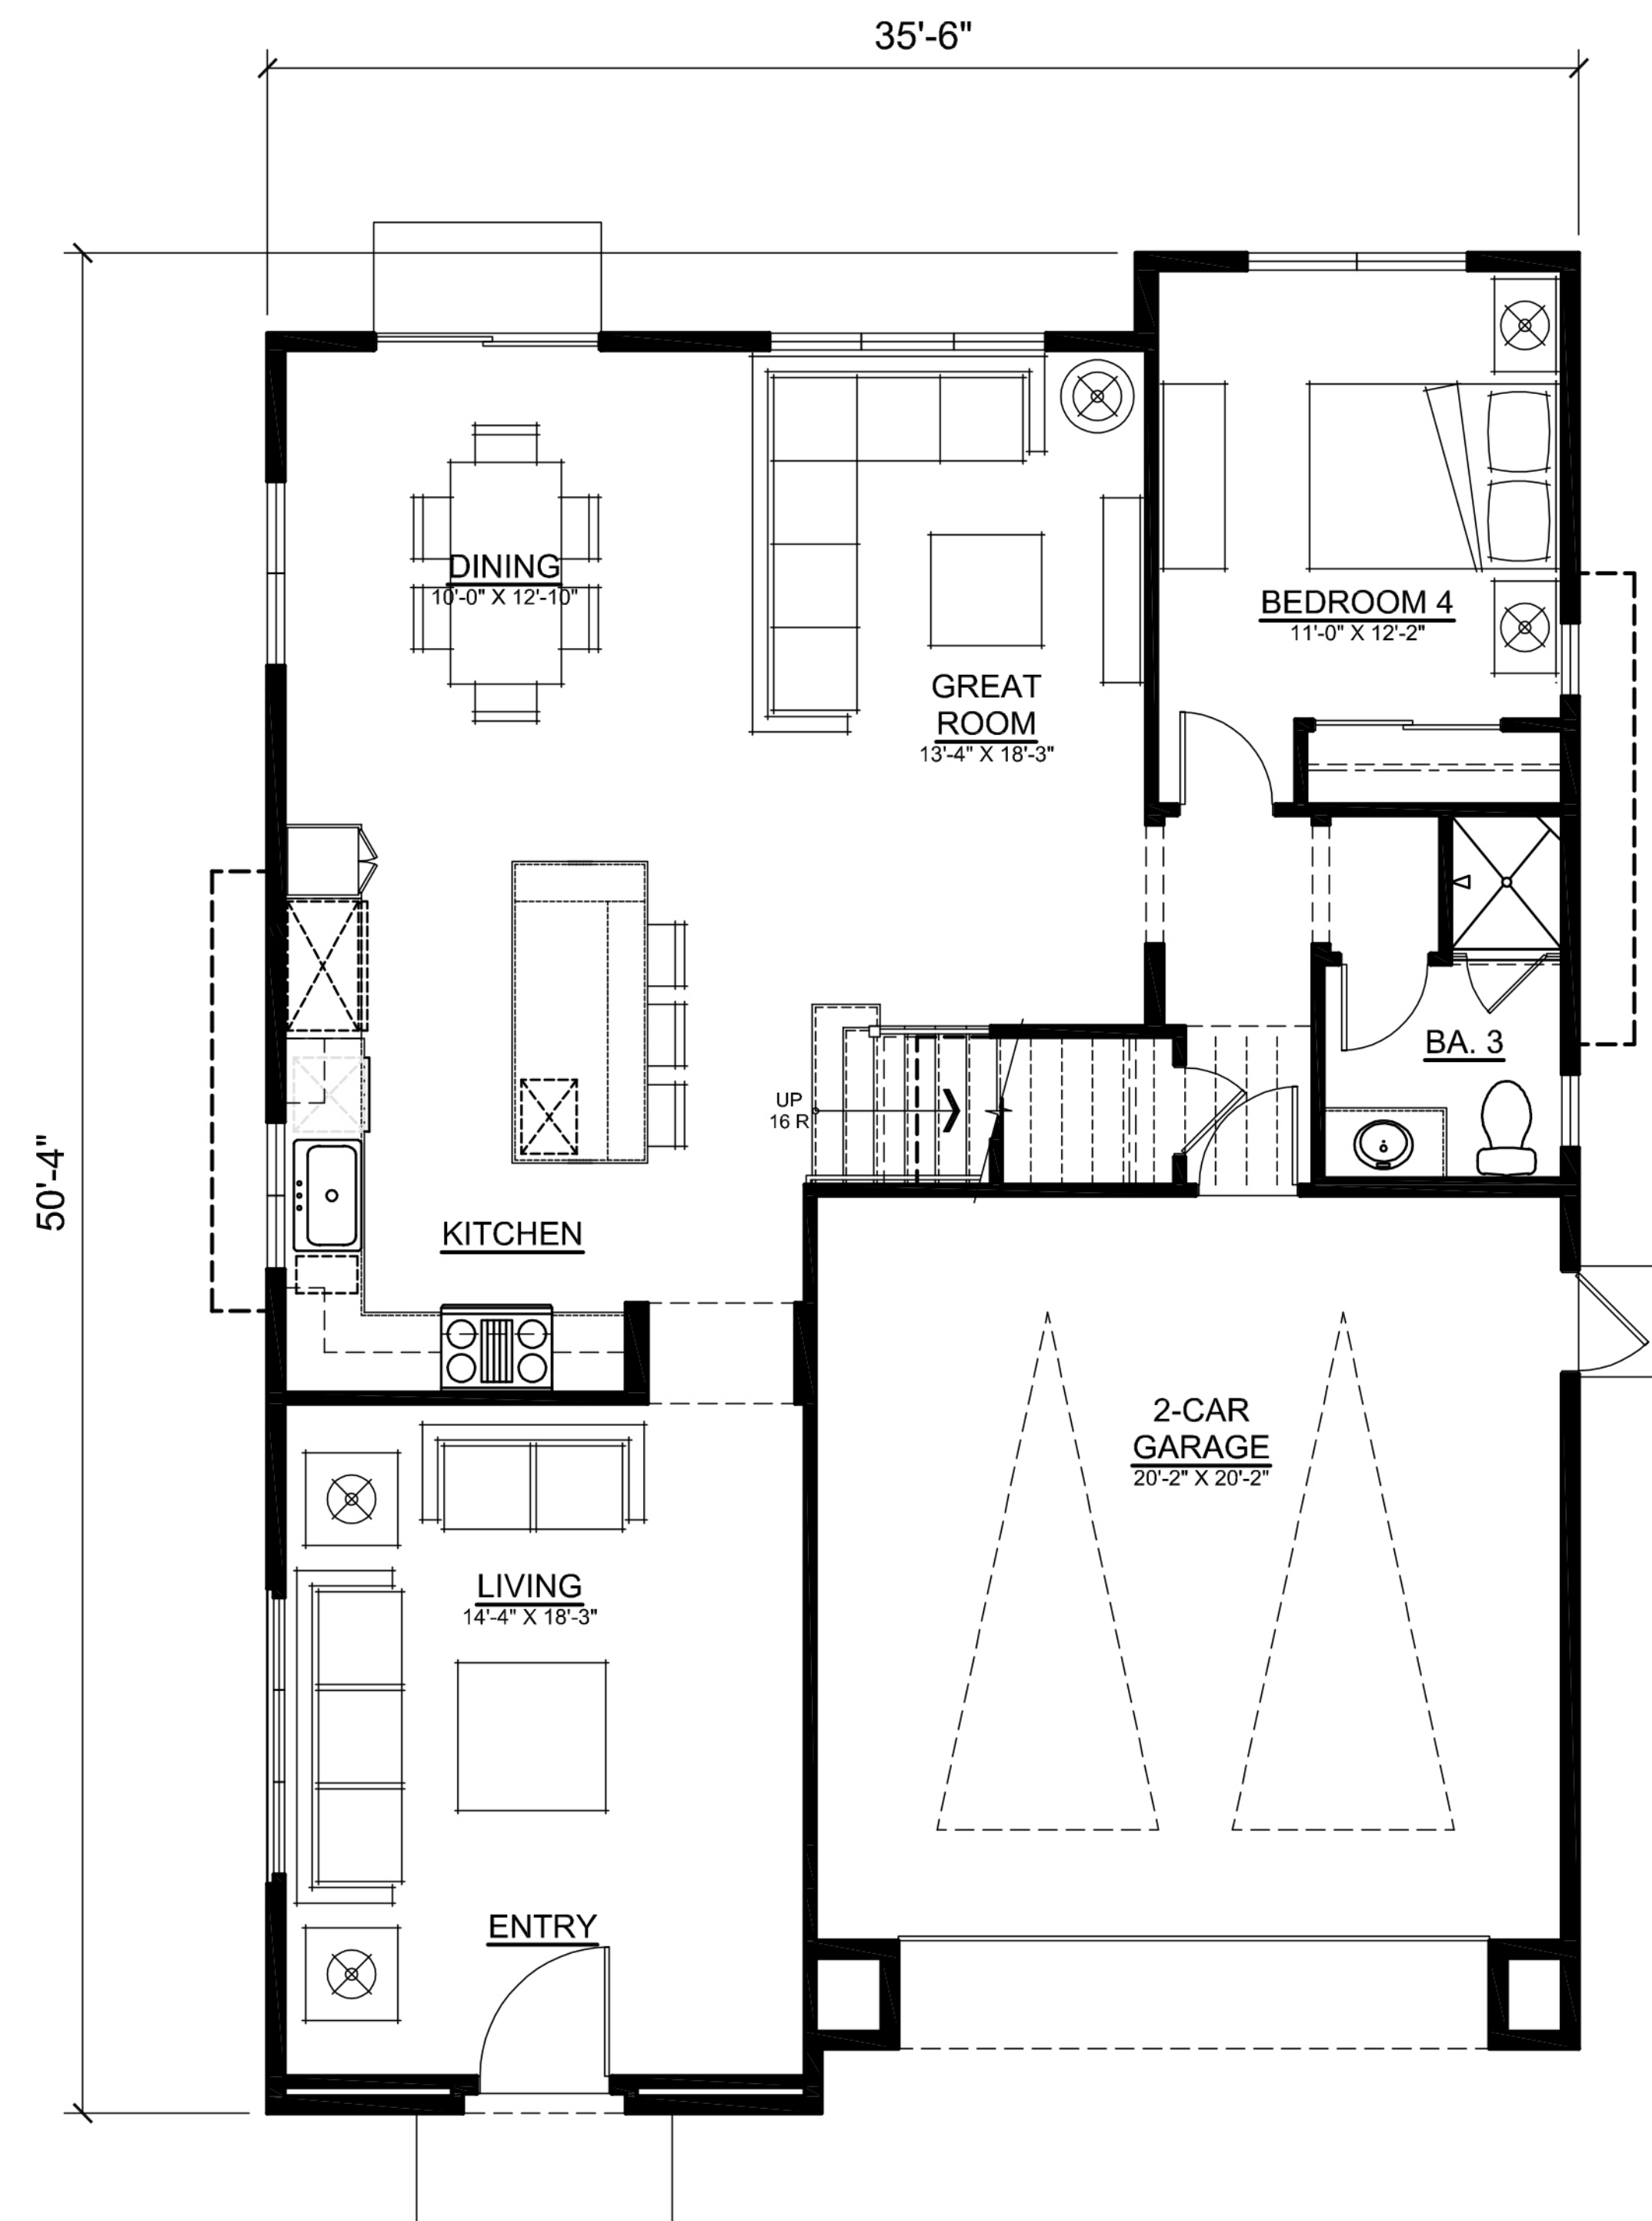 35'-6"
50'-4"
DINING
10'-0" X 12'-10"
GREAT
ROOM
13'-4" X 18'-3"
BEDROOM 4
11'-0" X 12'-2"
BA. 3
UP
16 R
KITCHEN
2-CAR
GARAGE
20'-2" X 20'-2"
LIVING
14'-4" X 18'-3"
ENTRY